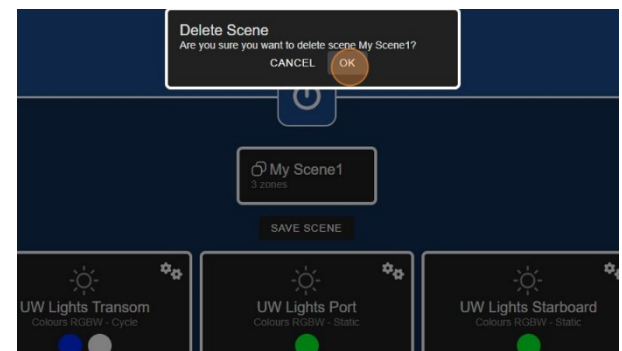 Delete Scene
Are you sure you want to delete scene My Scene1?
CANCEL OK
My Scene1
3 zones
SAVE SCENE
UW Lights Transom UW Lights Port UW Lights Starboard
Colours RGBW - Cycle Colours RGBW - Static Colours RGBW - Static